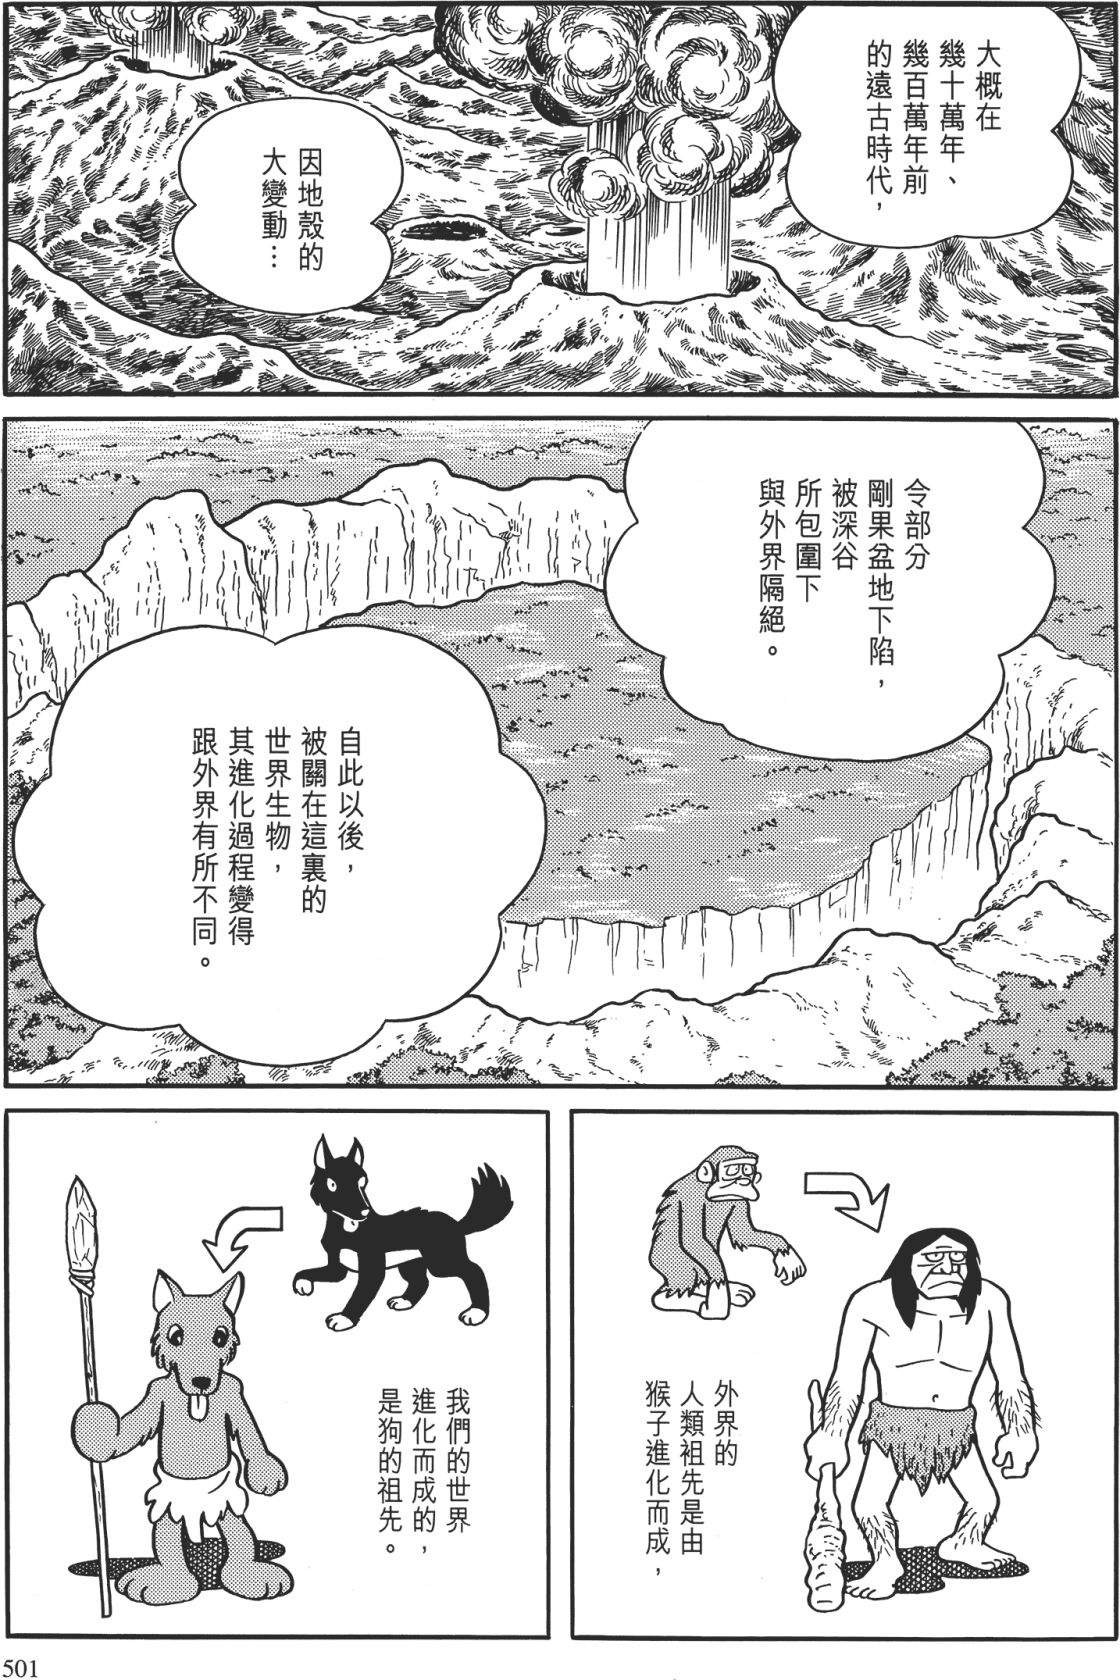 大概在
幾十萬年、
幾百萬年前
的遠古時代，
因地殼的
大變動…
令部分
剛果盆地下陷，
被深谷
所包圍下
與外界隔絕。
自此以後，
被關在這裏的
世界生物，
其進化過程變得
跟外界有所不同。
外界的
人類祖先是由
猴子進化而成，
我們的世界
進化而成的，
是狗的祖先。
501